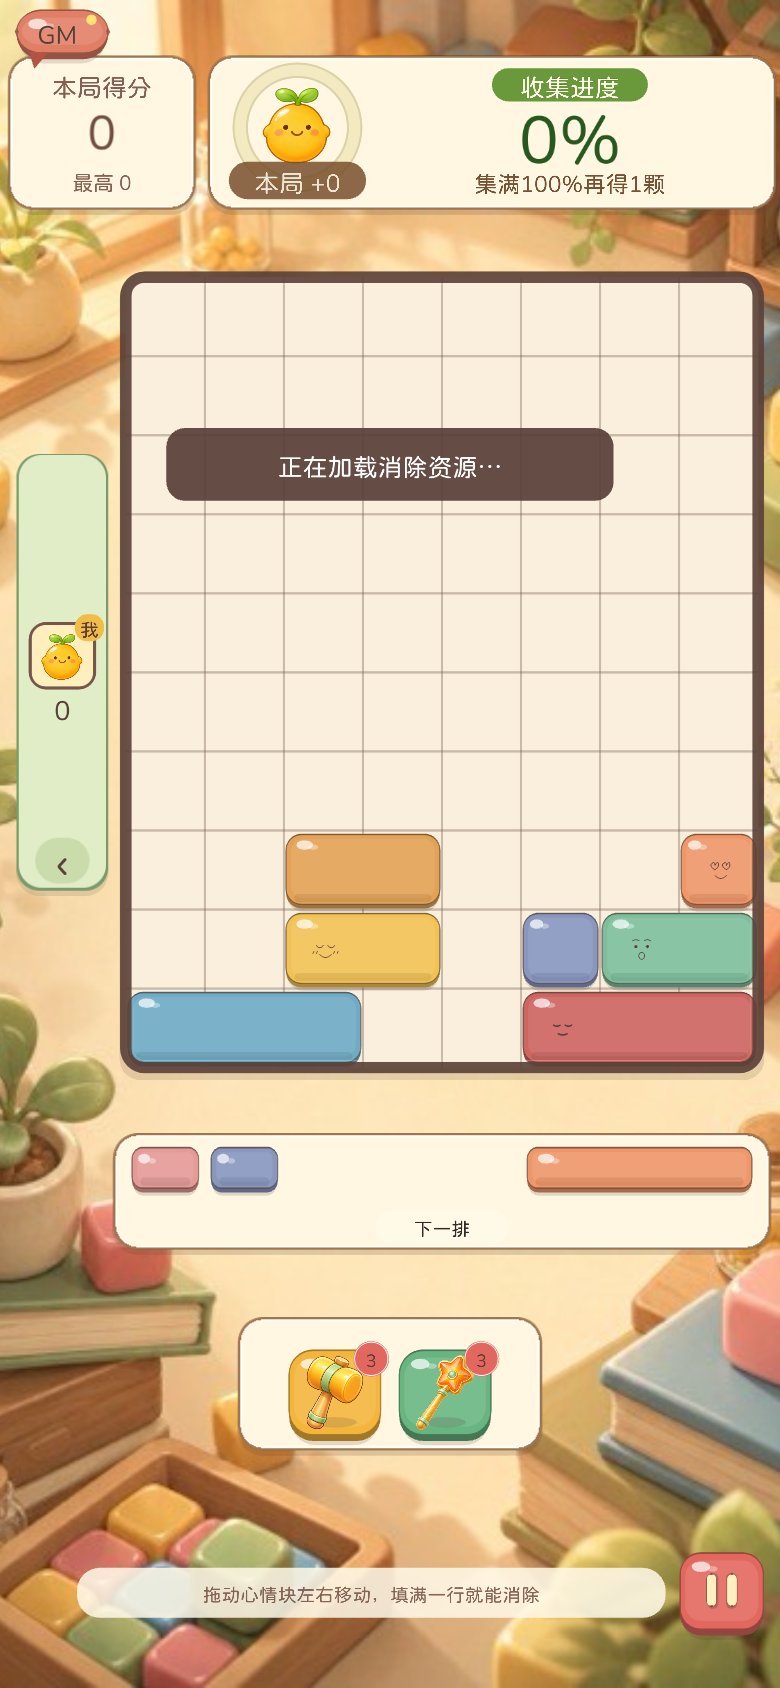 GM
本局得分
0
最高 0
本局 +0
收集进度
0%
集满100%再得1颗
正在加载消除资源…
我
0
下一排
3
3
拖动心情块左右移动，填满一行就能消除